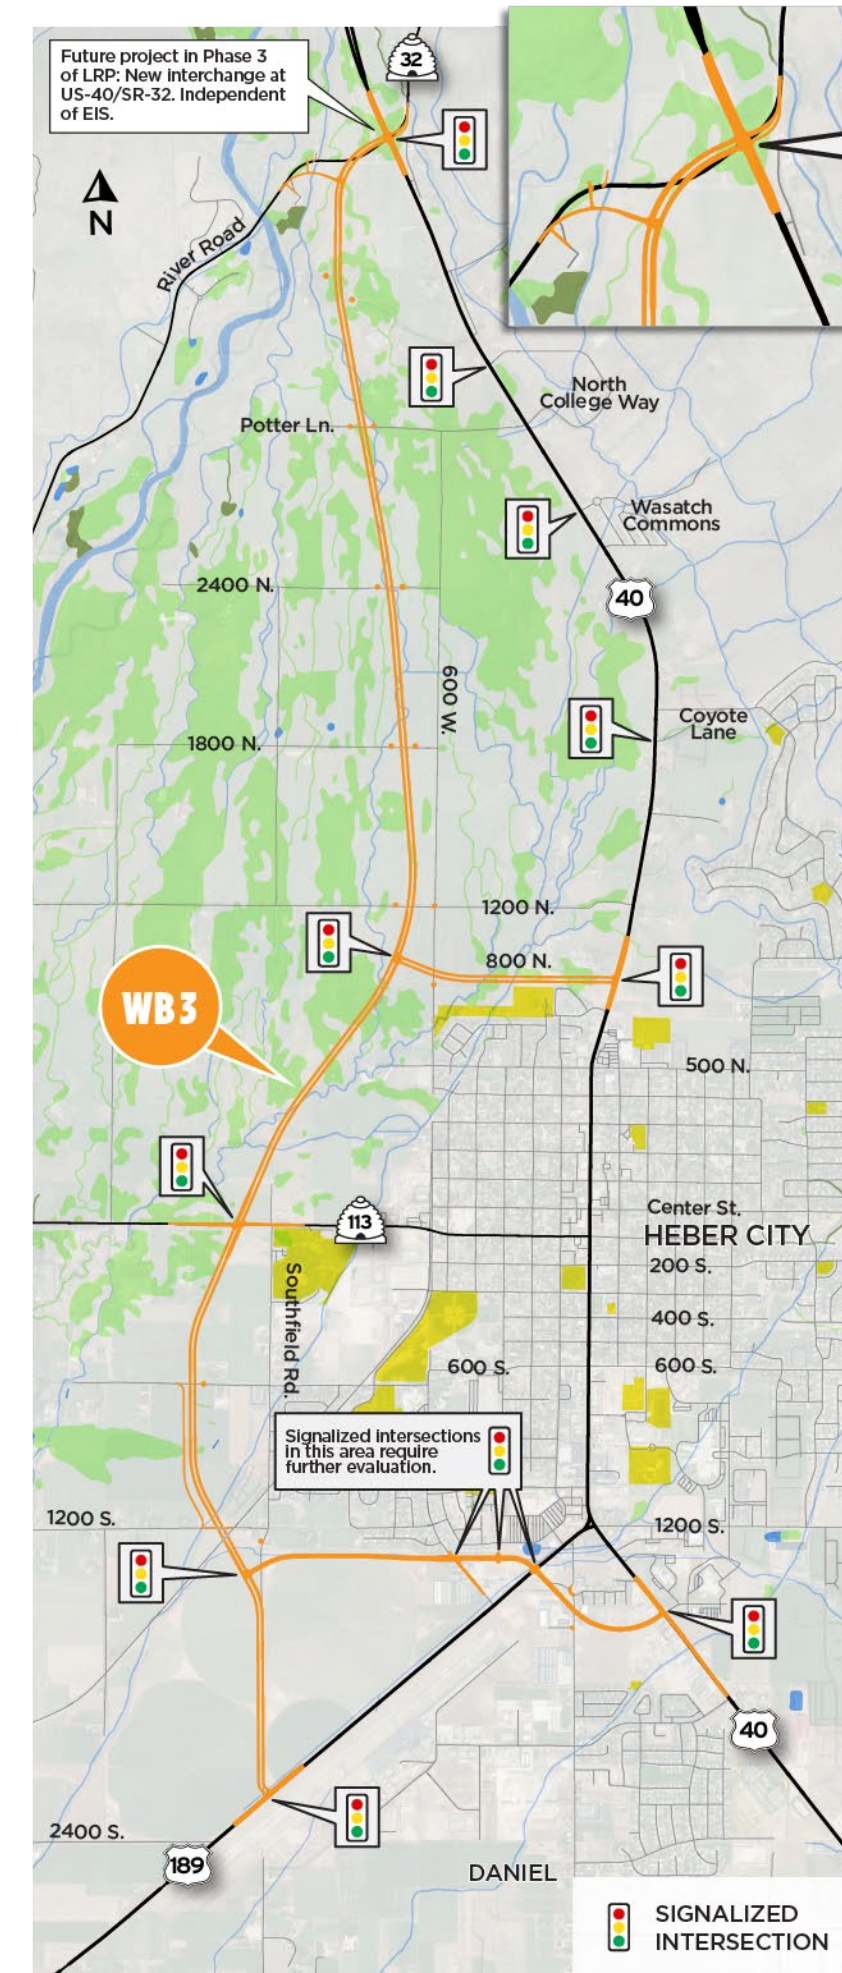 Future project in Phase 3
of LRP: New interchange at
US-40/SR-32. Independent
of EIS.
32
N
River Road
North
College Way
Potter Ln.
Wasatch
Commons
2400 N.
40
600 W.
Coyote
Lane
1800 N.
1200 N.
800 N.
WB3
500 N.
113
Center St.
HEBER CITY
200 S.
Southfield Rd.
400 S.
600 S.
600 S.
Signalized intersections
in this area require
further evaluation.
1200 S.
1200 S.
40
2400 S.
189
DANIEL
SIGNALIZED
INTERSECTION